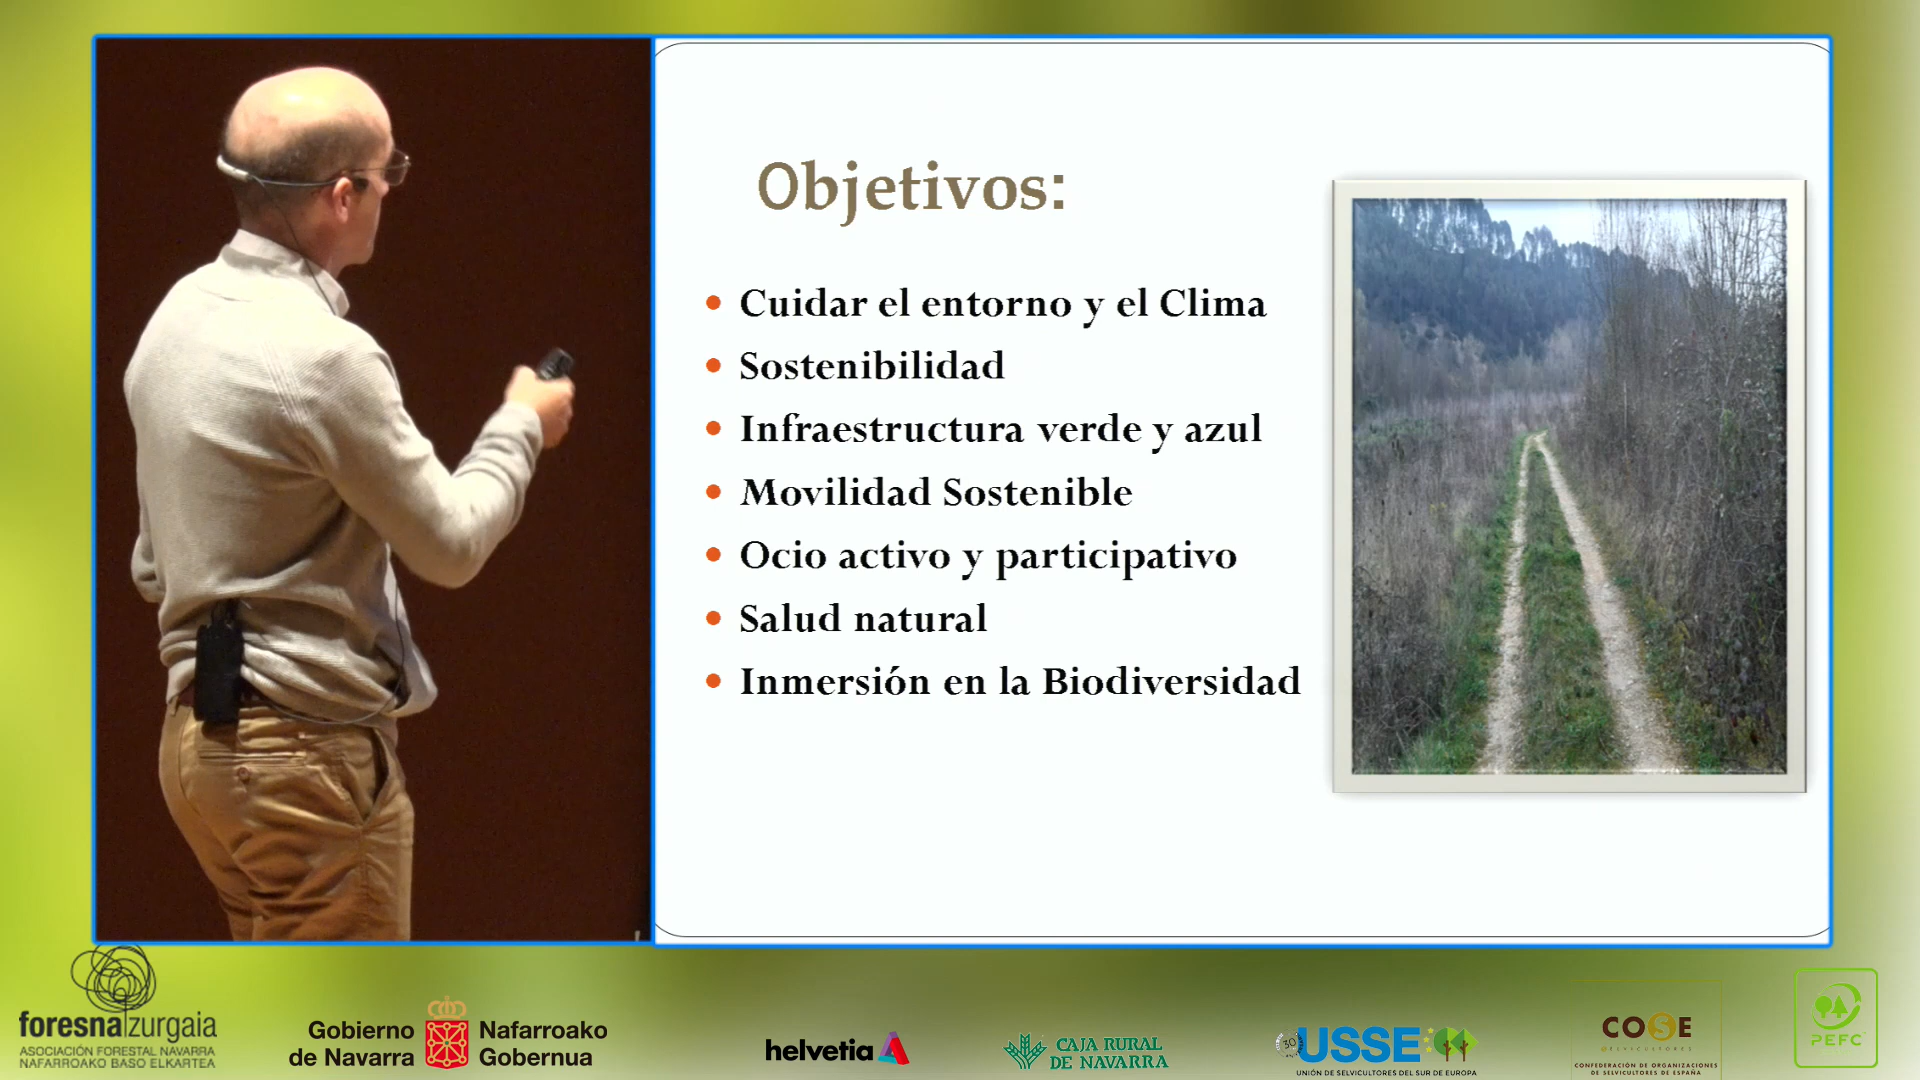 Objetivos:
Cuidar el entorno y el Clima
Sostenibilidad
Infraestructura verde y azul
Movilidad Sostenible
Ocio activo y participativo
Salud natural
Inmersión en la Biodiversidad
foresna|zurgaia
ASOCIACIÓN FORESTAL NAVARRA
NAFARROAKO BASO ELKARTEA
Gobierno
de Navarra
Nafarroako
Gobernua
helvetia
CAJA RURAL
DE NAVARRA
30
USSE
UNIÓN DE SELVICULTORES DEL SUR DE EUROPA
COSE
CONFEDERACIÓN DE ORGANIZACIONES
DE SELVICULTORES DE ESPAÑA
PEFC